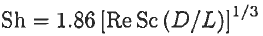 Sh = 1.86 [Re Sc (D/L)]^{1/3}